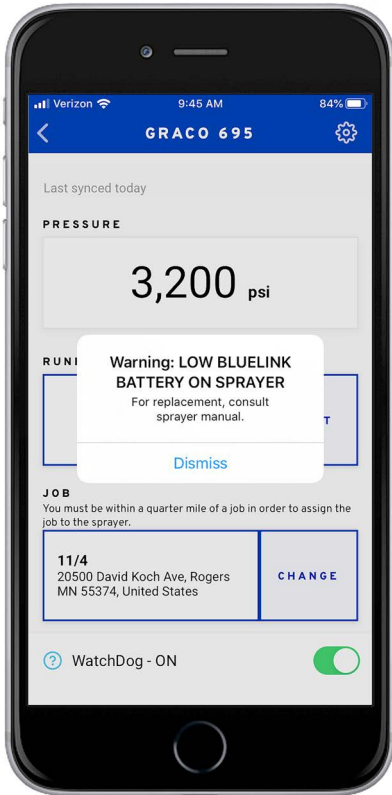 Verizon 9:45 AM 84%
GRACO 695
Last synced today
PRESSURE
3,200 psi
RUNI
Warning: LOW BLUELINK
BATTERY ON SPRAYER
For replacement, consult
sprayer manual.
T
Dismiss
JOB
You must be within a quarter mile of a job in order to assign the
job to the sprayer.
11/4
20500 David Koch Ave, Rogers
MN 55374, United States
CHANGE
? WatchDog - ON